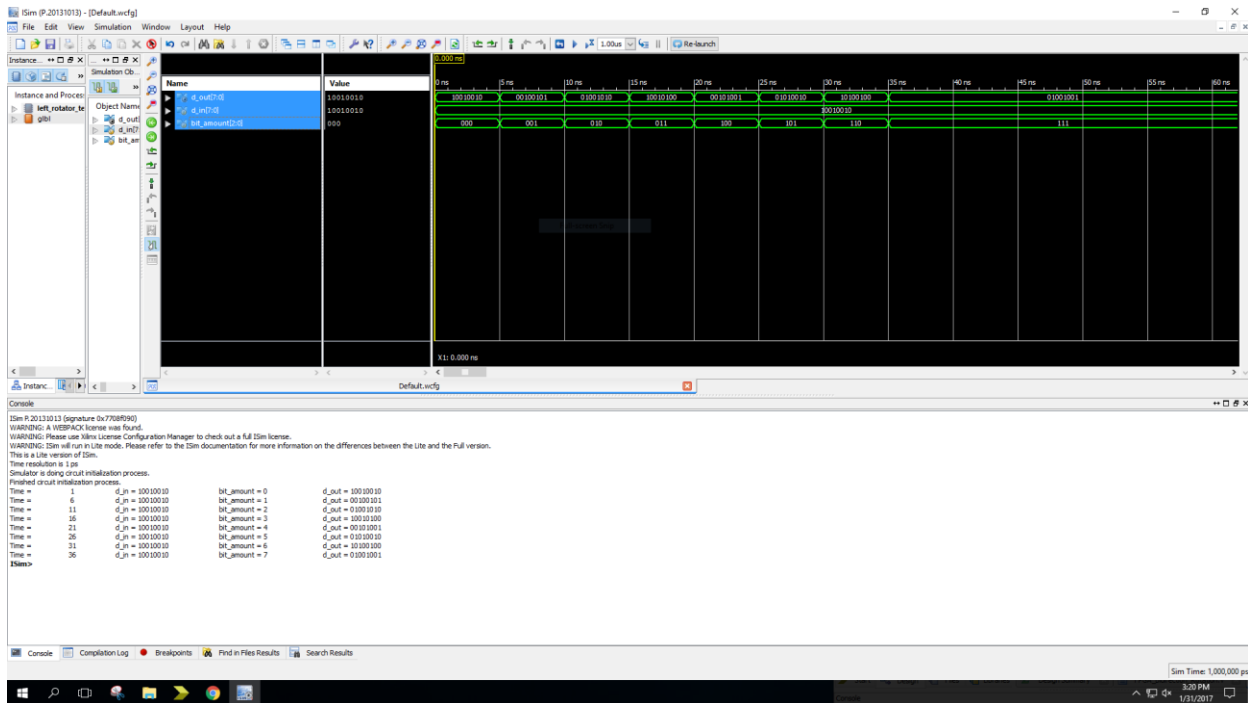 ISim (P.20131013) - [Default.wcfg]
File Edit View Simulation Window Layout Help
1.00us Re-launch
Instance...
Simulation Ob...
Instance and Process
left_rotator_te
glbl
Object Name
d_out[
d_in[7
bit_am
Name Value
d_out[7:0] 10010010
d_in[7:0] 10010010
bit_amount[2:0] 000
0.000 ns
0 ns 5 ns 10 ns 15 ns 20 ns 25 ns 30 ns 35 ns 40 ns 45 ns 50 ns 55 ns 60 ns
10010010 00100101 01001010 10010100 00101001 01010010 10100100 01001001
10010010
000 001 010 011 100 101 110 111
X1: 0.000 ns
Instanc...
Default.wcfg
Console
ISim P.20131013 (signature 0x7708f090)
WARNING: A WEBPACK license was found.
WARNING: Please use Xilinx License Configuration Manager to check out a full ISim license.
WARNING: ISim will run in Lite mode. Please refer to the ISim documentation for more information on the differences between the Lite and the Full version.
This is a Lite version of ISim.
Time resolution is 1 ps
Simulator is doing circuit initialization process.
Finished circuit initialization process.
Time = 1 d_in = 10010010 bit_amount = 0 d_out = 10010010
Time = 6 d_in = 10010010 bit_amount = 1 d_out = 00100101
Time = 11 d_in = 10010010 bit_amount = 2 d_out = 01001010
Time = 16 d_in = 10010010 bit_amount = 3 d_out = 10010100
Time = 21 d_in = 10010010 bit_amount = 4 d_out = 00101001
Time = 26 d_in = 10010010 bit_amount = 5 d_out = 01010010
Time = 31 d_in = 10010010 bit_amount = 6 d_out = 10100100
Time = 36 d_in = 10010010 bit_amount = 7 d_out = 01001001
ISim>
Console Compilation Log Breakpoints Find in Files Results Search Results
Sim Time: 1,000,000 ps
3:20 PM
1/31/2017